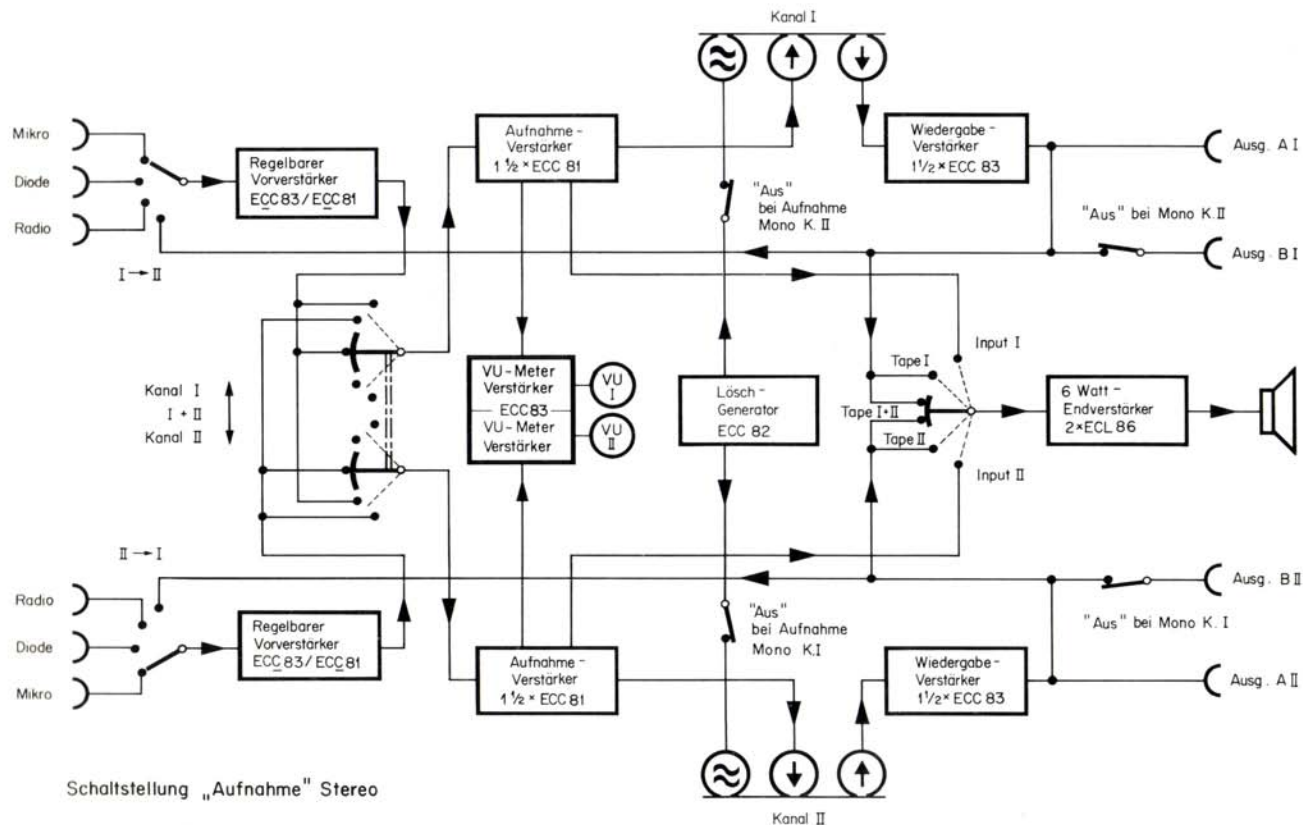 Kanal I
Mikro
Diode
Radio
I → II
Regelbarer
Vorverstärker
ECC 83 / ECC 81
Aufnahme -
Verstärker
1 ½ × ECC 81
"Aus"
bei Aufnahme
Mono K. II
Wiedergabe -
Verstärker
1 1/2 × ECC 83
Ausg. A I
"Aus" bei Mono K. II
Ausg. B I
Kanal I
I + II
Kanal II
VU - Meter
Verstärker
ECC 83
VU - Meter
Verstärker
VU
I
VU
II
Lösch -
Generator
ECC 82
Tape I
Tape I + II
Tape II
Input I
Input II
6 Watt -
Endverstärker
2 × ECL 86
II → I
Radio
Diode
Mikro
Regelbarer
Vorverstärker
ECC 83 / ECC 81
Aufnahme -
Verstärker
1 ½ × ECC 81
"Aus"
bei Aufnahme
Mono K. I
Wiedergabe -
Verstärker
1 1/2 × ECC 83
Ausg. B II
"Aus" bei Mono K. I
Ausg. A II
Schaltstellung „Aufnahme" Stereo
Kanal II